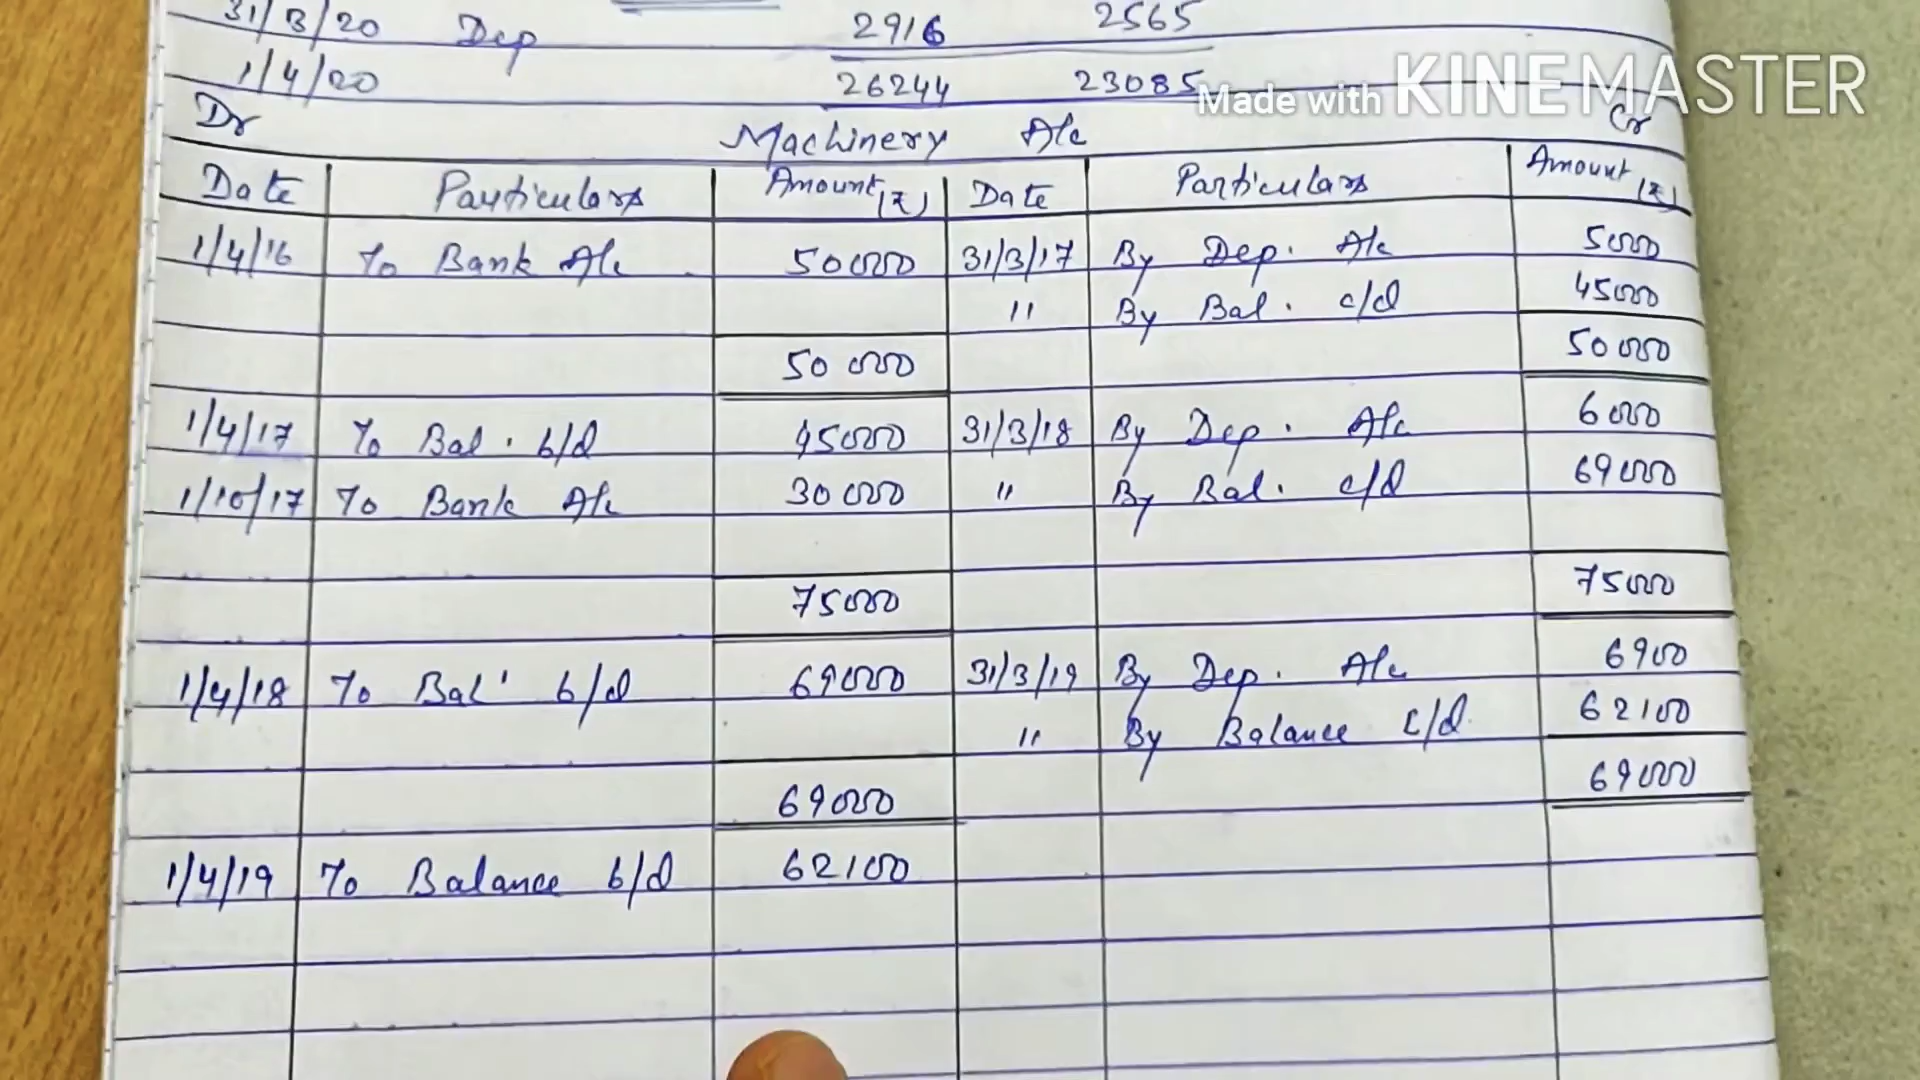 31/3/20 Dep 2916 2565
1/4/20 26244 23085
Made with KINEMASTER
Dr Machinery A/c Cr
Date Particulars Amount (₹) Date Particulars Amount (₹)
1/4/16 To Bank A/c 50000 31/3/17 By Dep. A/c 5000
" By Bal. c/d 45000
50000 50000
1/4/17 To Bal. b/d 45000 31/3/18 By Dep. A/c 6000
1/10/17 To Bank A/c 30000 " By Bal. c/d 69000
75000 75000
1/4/18 To Bal' b/d 69000 31/3/19 By Dep. A/c 6900
" By Balance c/d 62100
69000 69000
1/4/19 To Balance b/d 62100